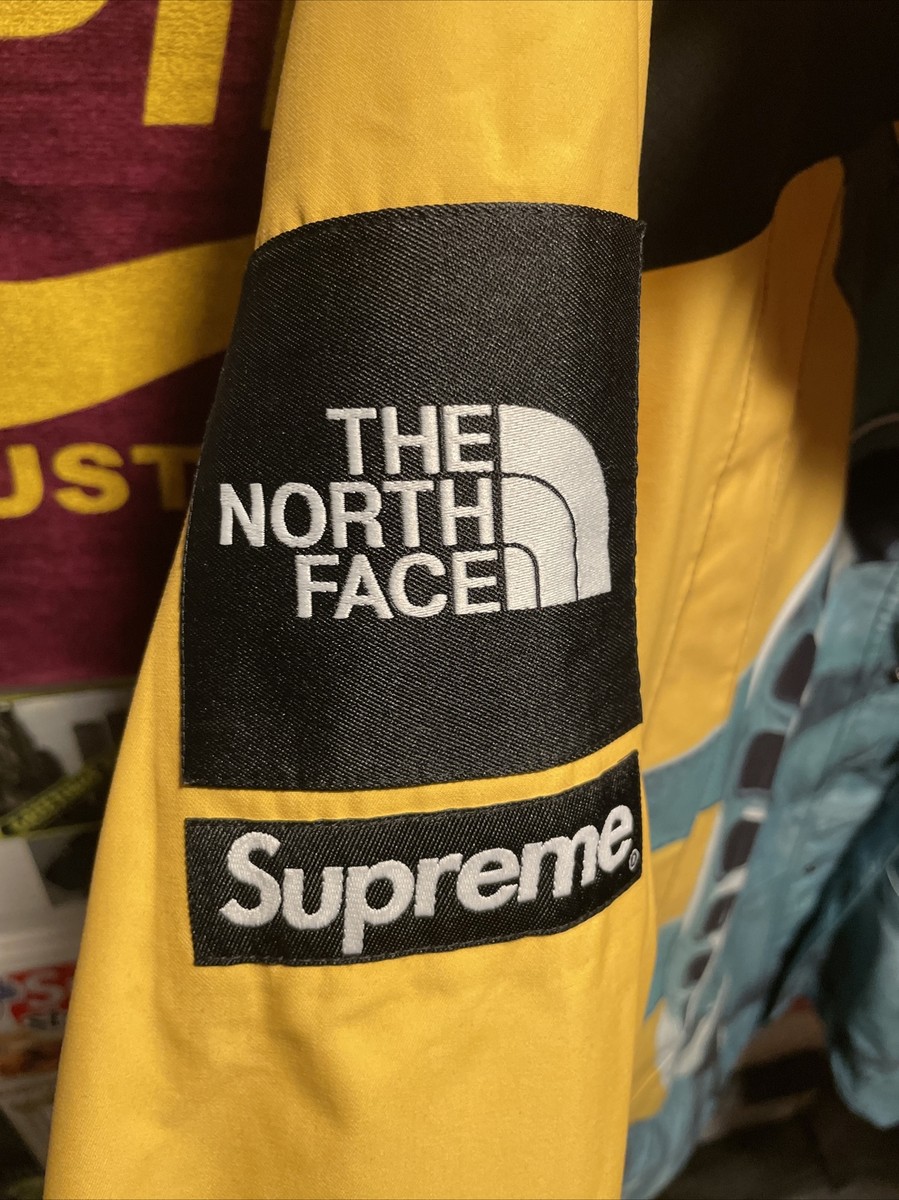 THE
NORTH
FACE
Supreme®
UST